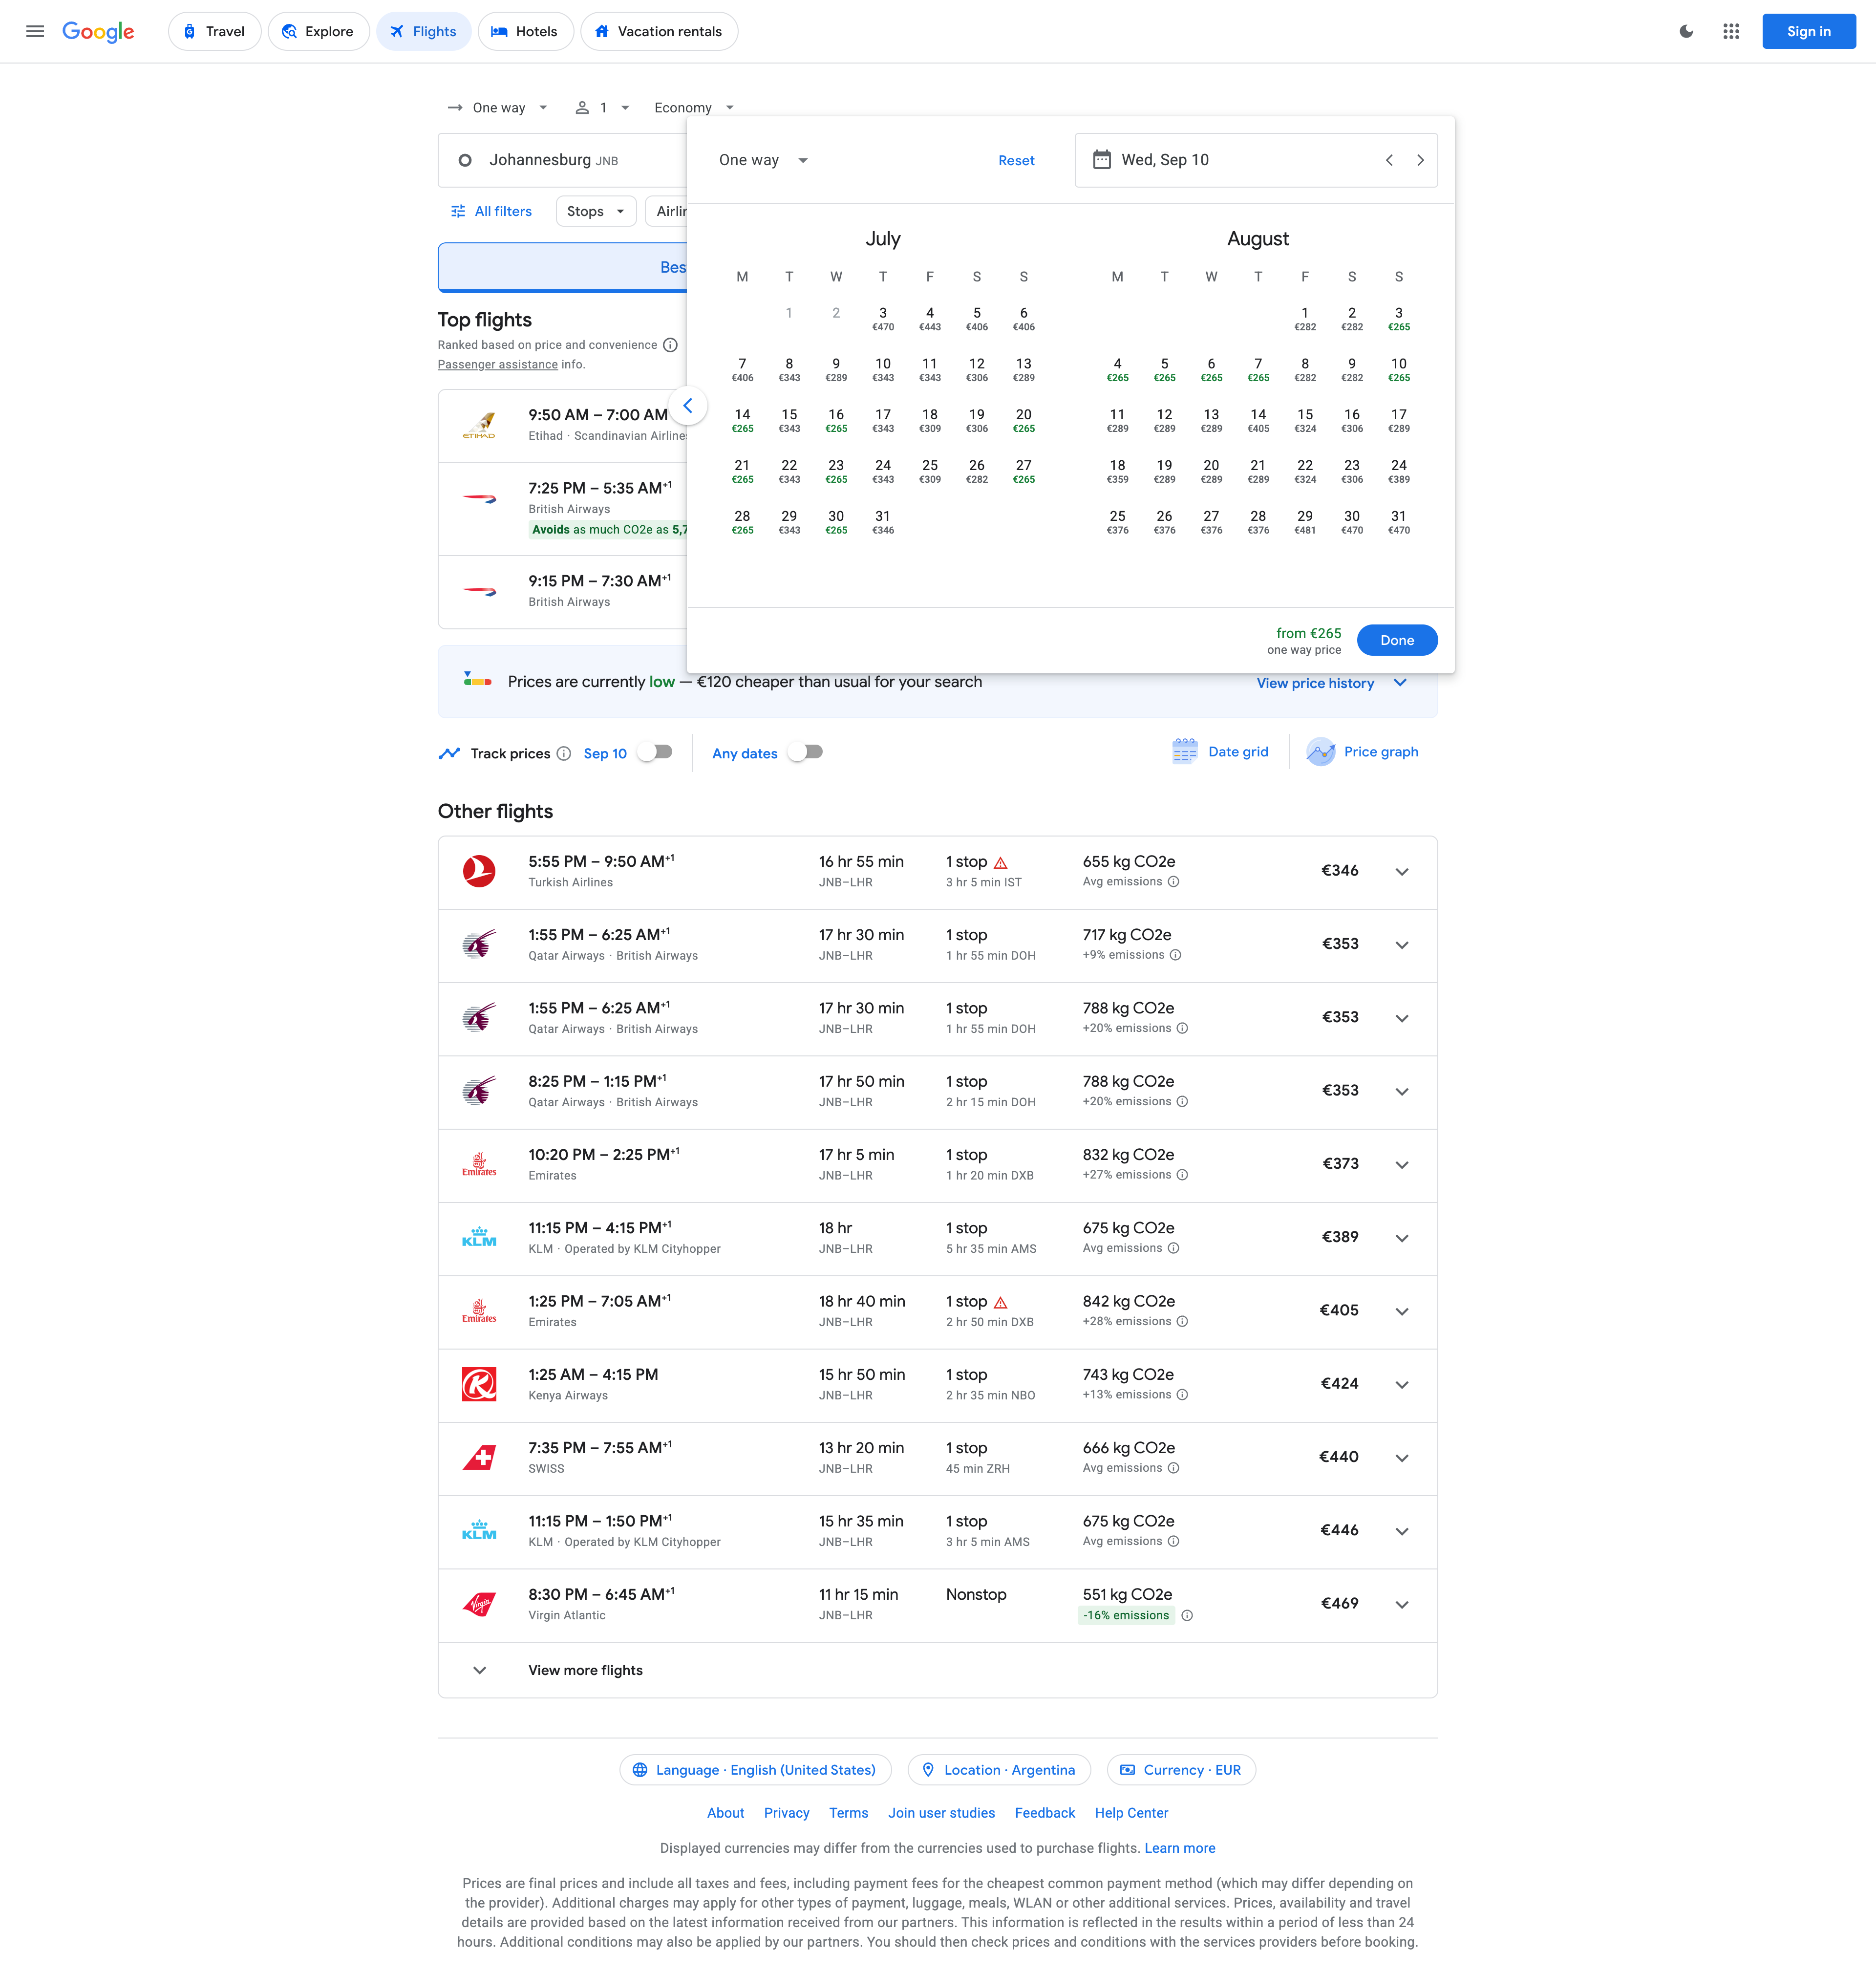 Google
Travel
Explore
Flights
Hotels
Vacation rentals
Sign in
One way
1
Economy
Johannesburg JNB
One way
Reset
Wed, Sep 10
All filters
Stops
July
August
M T W T F S S
M T W T F S S
1 2 3 4 5 6
€470 €443 €406 €406
7 8 9 10 11 12 13
€406 €343 €289 €343 €343 €306 €289
14 15 16 17 18 19 20
€265 €343 €265 €343 €309 €306 €265
21 22 23 24 25 26 27
€265 €343 €265 €343 €309 €282 €265
28 29 30 31
€265 €343 €265 €346
1 2 3
€282 €282 €265
4 5 6 7 8 9 10
€265 €265 €265 €265 €282 €282 €265
11 12 13 14 15 16 17
€289 €289 €289 €405 €324 €306 €289
18 19 20 21 22 23 24
€359 €289 €289 €289 €324 €306 €389
25 26 27 28 29 30 31
€376 €376 €376 €376 €481 €470 €470
from €265
one way price
Done
Top flights
Ranked based on price and convenience
Passenger assistance info.
ETIHAD
9:50 AM – 7:00 AM
Etihad · Scandinavian
7:25 PM – 5:35 AM+1
British Airways
Avoids as much CO2e as
9:15 PM – 7:30 AM+1
British Airways
Prices are currently low — €120 cheaper than usual for your search
View price history
Track prices
Sep 10
Any dates
Date grid
Price graph
Other flights
5:55 PM – 9:50 AM+1 16 hr 55 min 1 stop 655 kg CO2e €346
Turkish Airlines JNB–LHR 3 hr 5 min IST Avg emissions
1:55 PM – 6:25 AM+1 17 hr 30 min 1 stop 717 kg CO2e €353
Qatar Airways · British Airways JNB–LHR 1 hr 55 min DOH +9% emissions
1:55 PM – 6:25 AM+1 17 hr 30 min 1 stop 788 kg CO2e €353
Qatar Airways · British Airways JNB–LHR 1 hr 55 min DOH +20% emissions
8:25 PM – 1:15 PM+1 17 hr 50 min 1 stop 788 kg CO2e €353
Qatar Airways · British Airways JNB–LHR 2 hr 15 min DOH +20% emissions
10:20 PM – 2:25 PM+1 17 hr 5 min 1 stop 832 kg CO2e €373
Emirates Emirates JNB–LHR 1 hr 20 min DXB +27% emissions
11:15 PM – 4:15 PM+1 18 hr 1 stop 675 kg CO2e €389
KLM KLM · Operated by KLM Cityhopper JNB–LHR 5 hr 35 min AMS Avg emissions
1:25 PM – 7:05 AM+1 18 hr 40 min 1 stop 842 kg CO2e €405
Emirates Emirates JNB–LHR 2 hr 50 min DXB +28% emissions
1:25 AM – 4:15 PM 15 hr 50 min 1 stop 743 kg CO2e €424
Kenya Airways JNB–LHR 2 hr 35 min NBO +13% emissions
7:35 PM – 7:55 AM+1 13 hr 20 min 1 stop 666 kg CO2e €440
SWISS JNB–LHR 45 min ZRH Avg emissions
11:15 PM – 1:50 PM+1 15 hr 35 min 1 stop 675 kg CO2e €446
KLM KLM · Operated by KLM Cityhopper JNB–LHR 3 hr 5 min AMS Avg emissions
8:30 PM – 6:45 AM+1 11 hr 15 min Nonstop 551 kg CO2e €469
Virgin Virgin Atlantic JNB–LHR -16% emissions
View more flights
Language · English (United States)
Location · Argentina
Currency · EUR
About Privacy Terms Join user studies Feedback Help Center
Displayed currencies may differ from the currencies used to purchase flights. Learn more
Prices are final prices and include all taxes and fees, including payment fees for the cheapest common payment method (which may differ depending on
the provider). Additional charges may apply for other types of payment, luggage, meals, WLAN or other additional services. Prices, availability and travel
details are provided based on the latest information received from our partners. This information is reflected in the results within a period of less than 24
hours. Additional conditions may also be applied by our partners. You should then check prices and conditions with the services providers before booking.